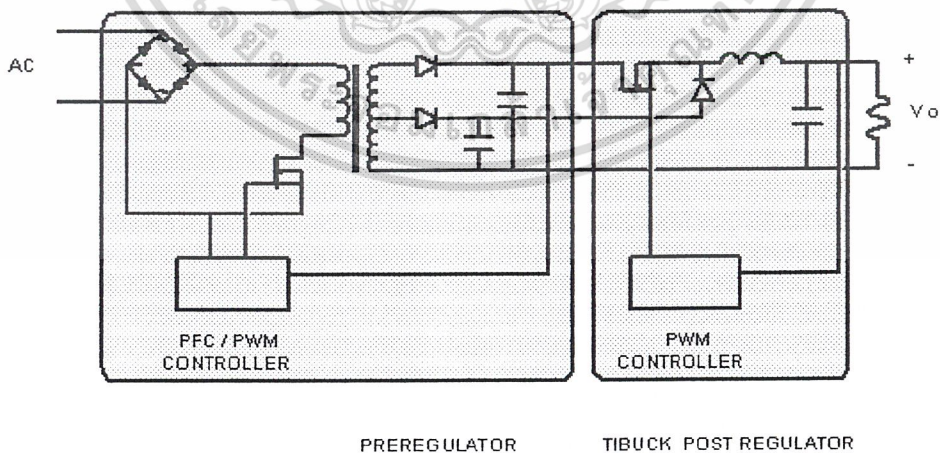 AC
+
Vo
-
PFC / PWM
CONTROLLER
PWM
CONTROLLER
PREREGULATOR
TIBUCK POST REGULATOR